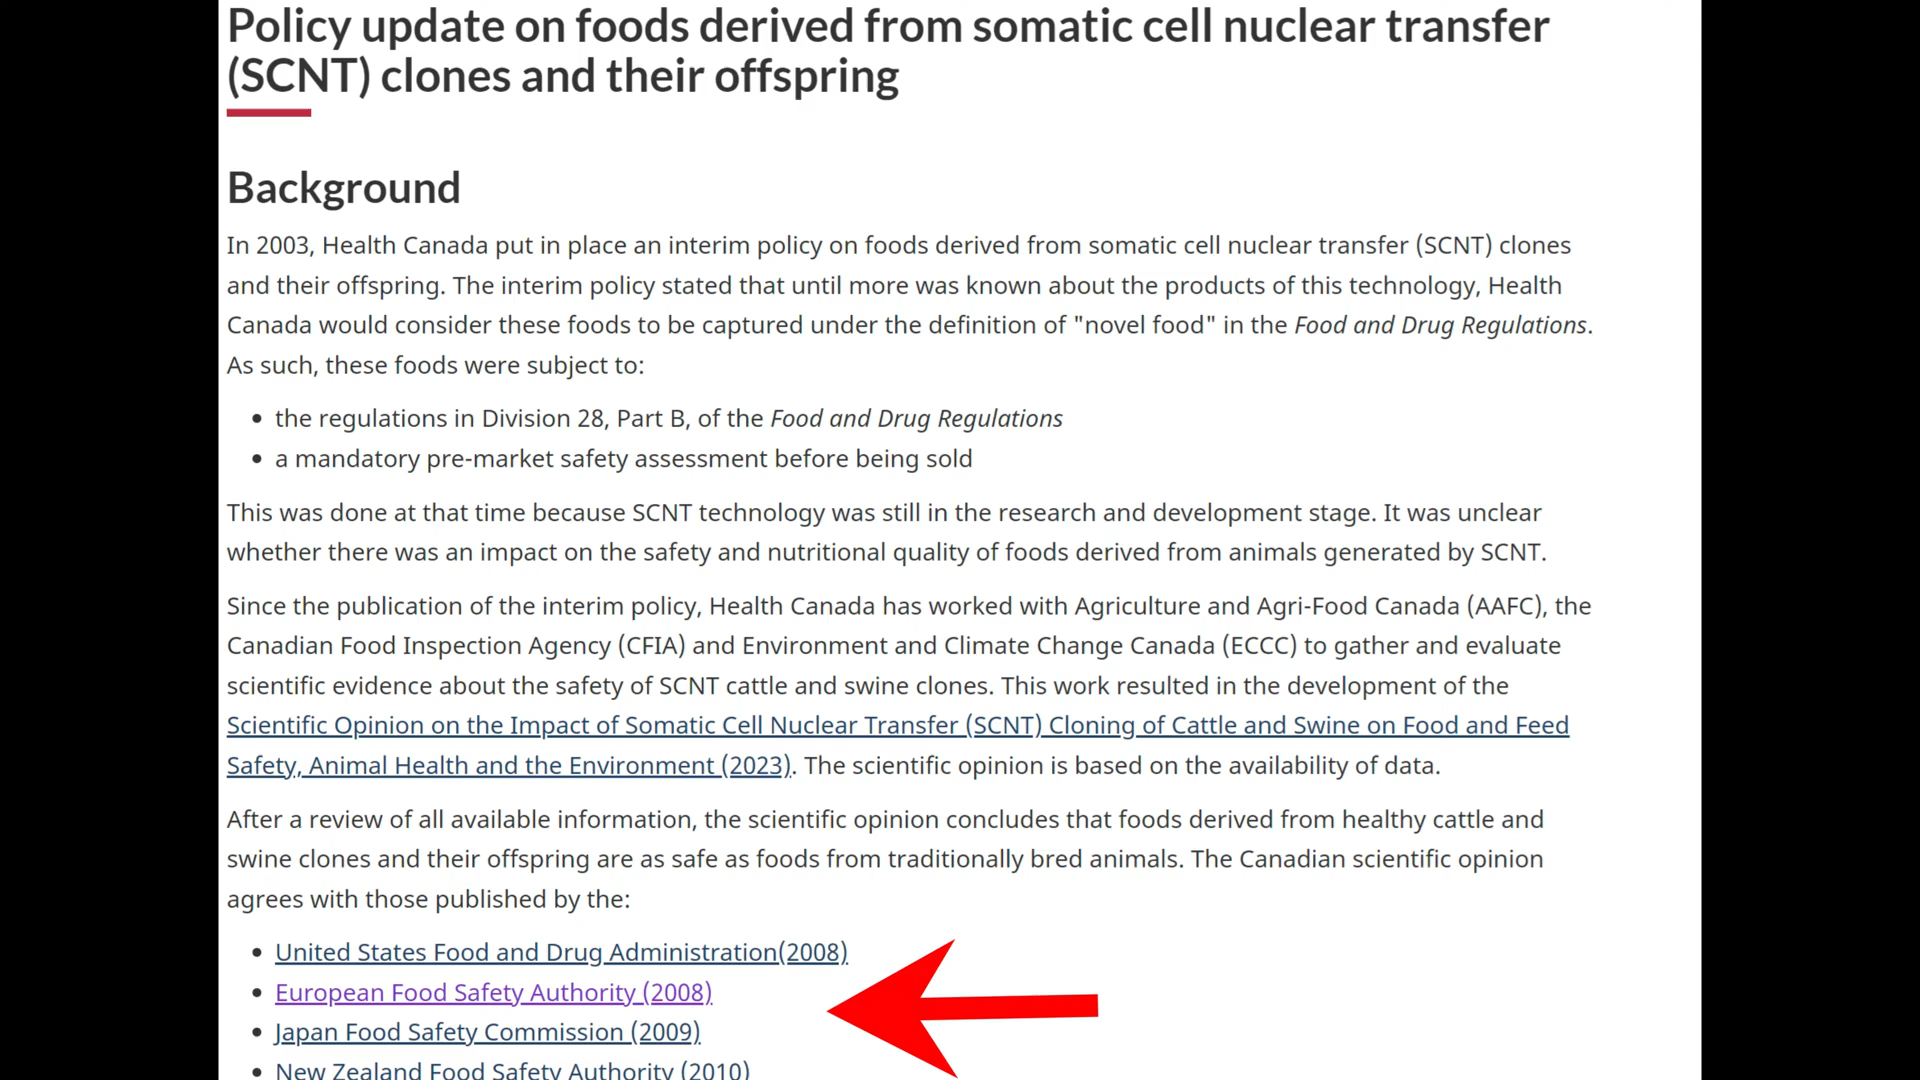 Policy update on foods derived from somatic cell nuclear transfer
(SCNT) clones and their offspring
Background
In 2003, Health Canada put in place an interim policy on foods derived from somatic cell nuclear transfer (SCNT) clones
and their offspring. The interim policy stated that until more was known about the products of this technology, Health
Canada would consider these foods to be captured under the definition of "novel food" in the Food and Drug Regulations.
As such, these foods were subject to:
• the regulations in Division 28, Part B, of the Food and Drug Regulations
• a mandatory pre-market safety assessment before being sold
This was done at that time because SCNT technology was still in the research and development stage. It was unclear
whether there was an impact on the safety and nutritional quality of foods derived from animals generated by SCNT.
Since the publication of the interim policy, Health Canada has worked with Agriculture and Agri-Food Canada (AAFC), the
Canadian Food Inspection Agency (CFIA) and Environment and Climate Change Canada (ECCC) to gather and evaluate
scientific evidence about the safety of SCNT cattle and swine clones. This work resulted in the development of the
Scientific Opinion on the Impact of Somatic Cell Nuclear Transfer (SCNT) Cloning of Cattle and Swine on Food and Feed
Safety, Animal Health and the Environment (2023). The scientific opinion is based on the availability of data.
After a review of all available information, the scientific opinion concludes that foods derived from healthy cattle and
swine clones and their offspring are as safe as foods from traditionally bred animals. The Canadian scientific opinion
agrees with those published by the:
• United States Food and Drug Administration(2008)
• European Food Safety Authority (2008)
• Japan Food Safety Commission (2009)
• New Zealand Food Safety Authority (2010)